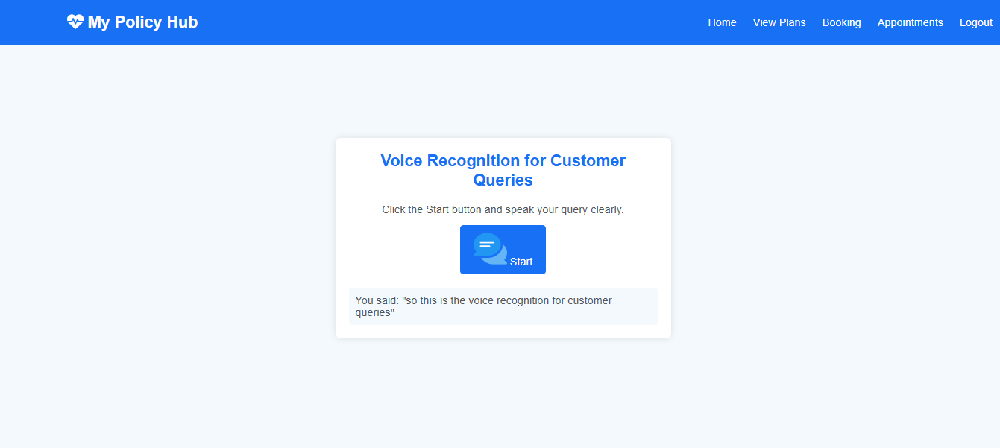 My Policy Hub
Home View Plans Booking Appointments Logout
Voice Recognition for Customer
Queries
Click the Start button and speak your query clearly.
Start
You said: "so this is the voice recognition for customer
queries"